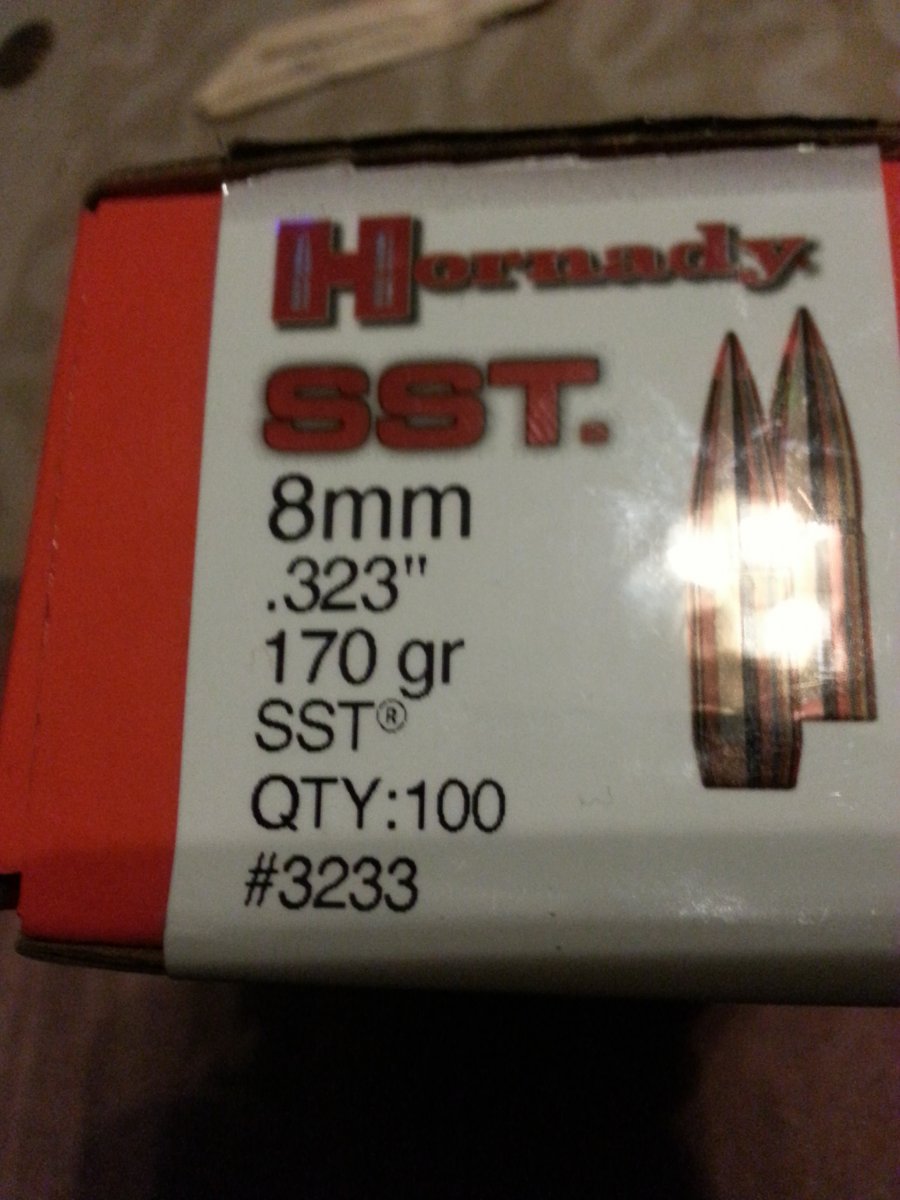 Hornady
SST.
8mm
.323"
170 gr
SST®
QTY:100
#3233